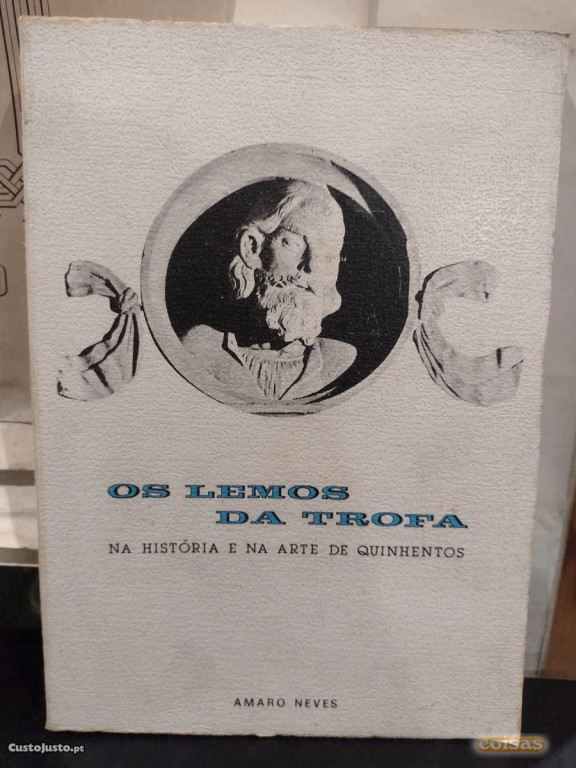 OS LEMOS
DA TROFA
NA HISTÓRIA E NA ARTE DE QUINHENTOS
AMARO NEVES
CustoJusto.pt
coisas